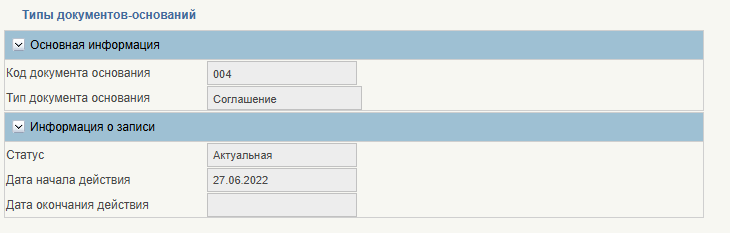 Типы документов-оснований
Основная информация
Код документа основания 004
Тип документа основания Соглашение
Информация о записи
Статус Актуальная
Дата начала действия 27.06.2022
Дата окончания действия